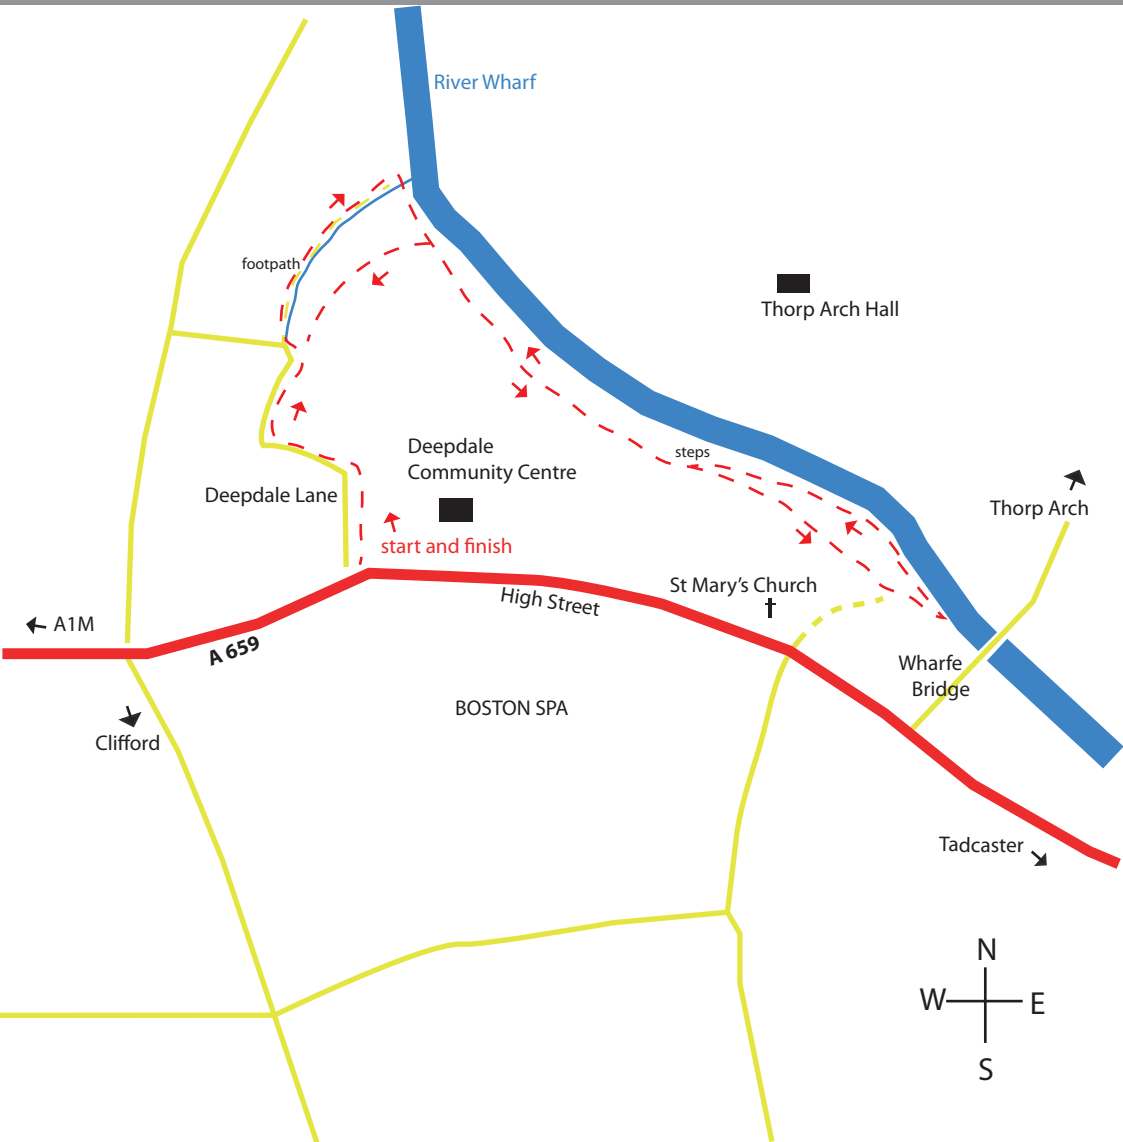 River Wharf
footpath
Thorp Arch Hall
Deepdale
Community Centre
steps
Deepdale Lane
Thorp Arch
start and finish
St Mary's Church
High Street
A1M
A 659
Wharfe
Bridge
BOSTON SPA
Clifford
Tadcaster
N
W
E
S